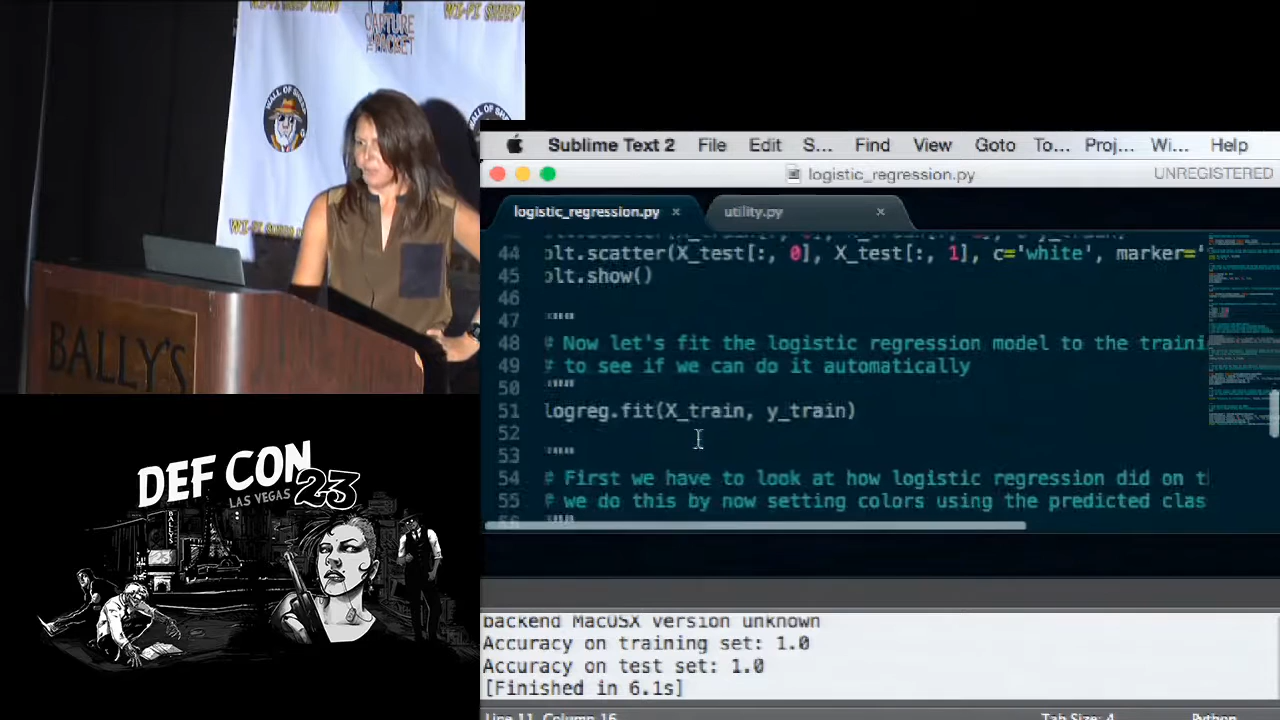 WI-PI SHEEP
CAPTURE
THE PACKET
WALL OF SHEEP
BALLY'S
DEF CON
LAS VEGAS 23
Sublime Text 2 File Edit S... Find View Goto To... Proj... Wi... Help
logistic_regression.py UNREGISTERED
logistic_regression.py × utility.py ×
44 plt.scatter(X_test[:, 0], X_test[:, 1], c='white', marker='
45 plt.show()
46
47 """
48 # Now let's fit the logistic regression model to the traini
49 # to see if we can do it automatically
50 """
51 logreg.fit(X_train, y_train)
52
53 """
54 # First we have to look at how logistic regression did on t
55 # we do this by now setting colors using the predicted clas
56 """
backend MacOSX version unknown
Accuracy on training set: 1.0
Accuracy on test set: 1.0
[Finished in 6.1s]
Line 11, Column 16 Tab Size: 4 Python